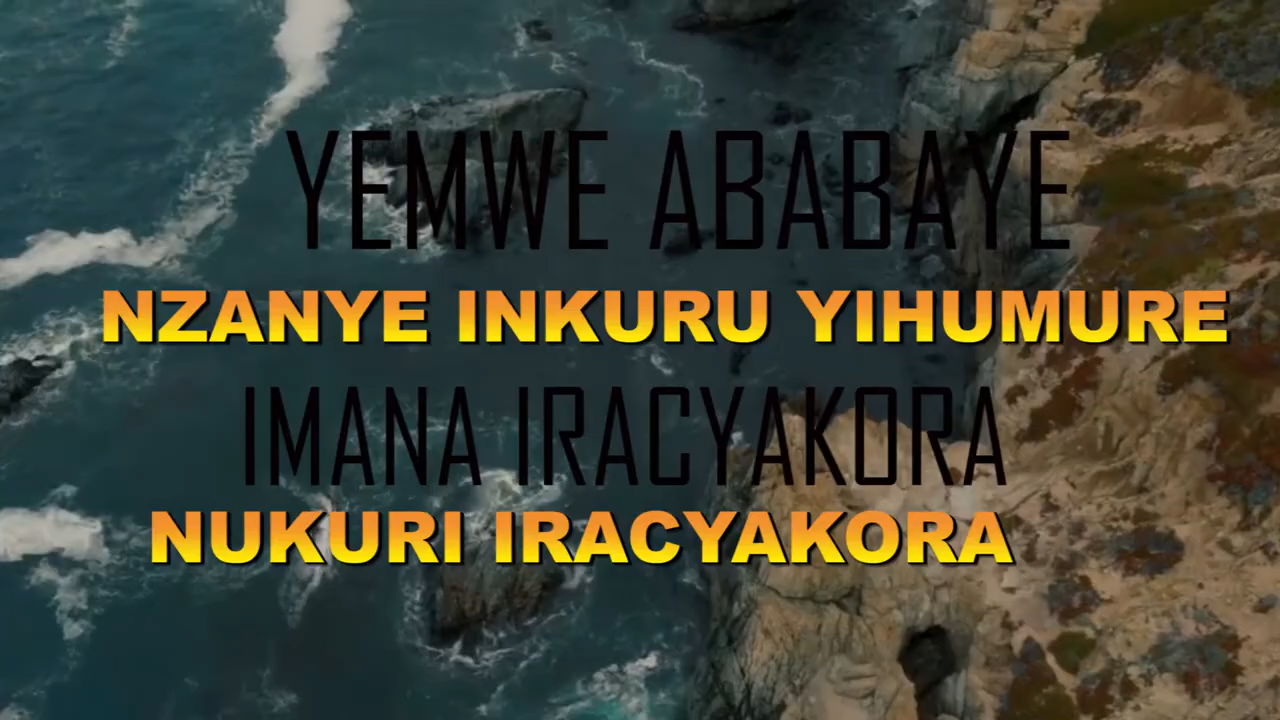 YEMWE ABABAYE
NZANYE INKURU YIHUMURE
IMANA IRACYAKORA
NUKURI IRACYAKORA